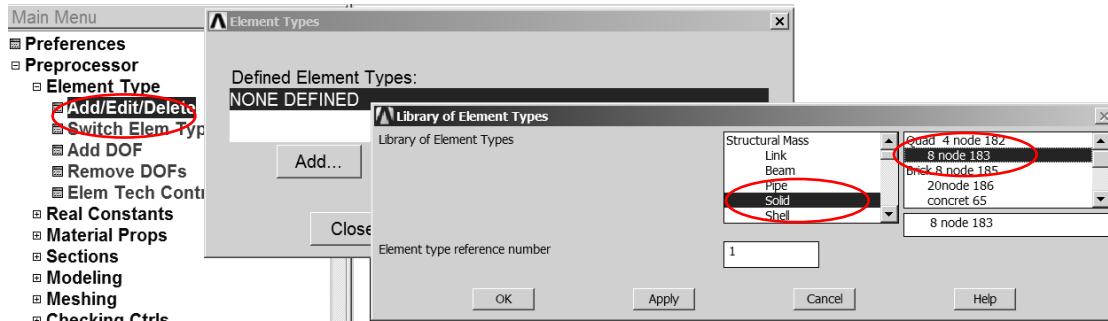 Main Menu
Preferences
Preprocessor
Element Type
Add/Edit/Delete
Switch Elem Typ
Add DOF
Remove DOFs
Elem Tech Contr
Real Constants
Material Props
Sections
Modeling
Meshing
Checking Ctrls
Element Types
Defined Element Types:
NONE DEFINED
Add...
Close
Library of Element Types
Library of Element Types
Structural Mass
Link
Beam
Pipe
Solid
Shell
Quad 4 node 182
8 node 183
Brick 8 node 185
20node 186
concret 65
8 node 183
Element type reference number
1
OK
Apply
Cancel
Help